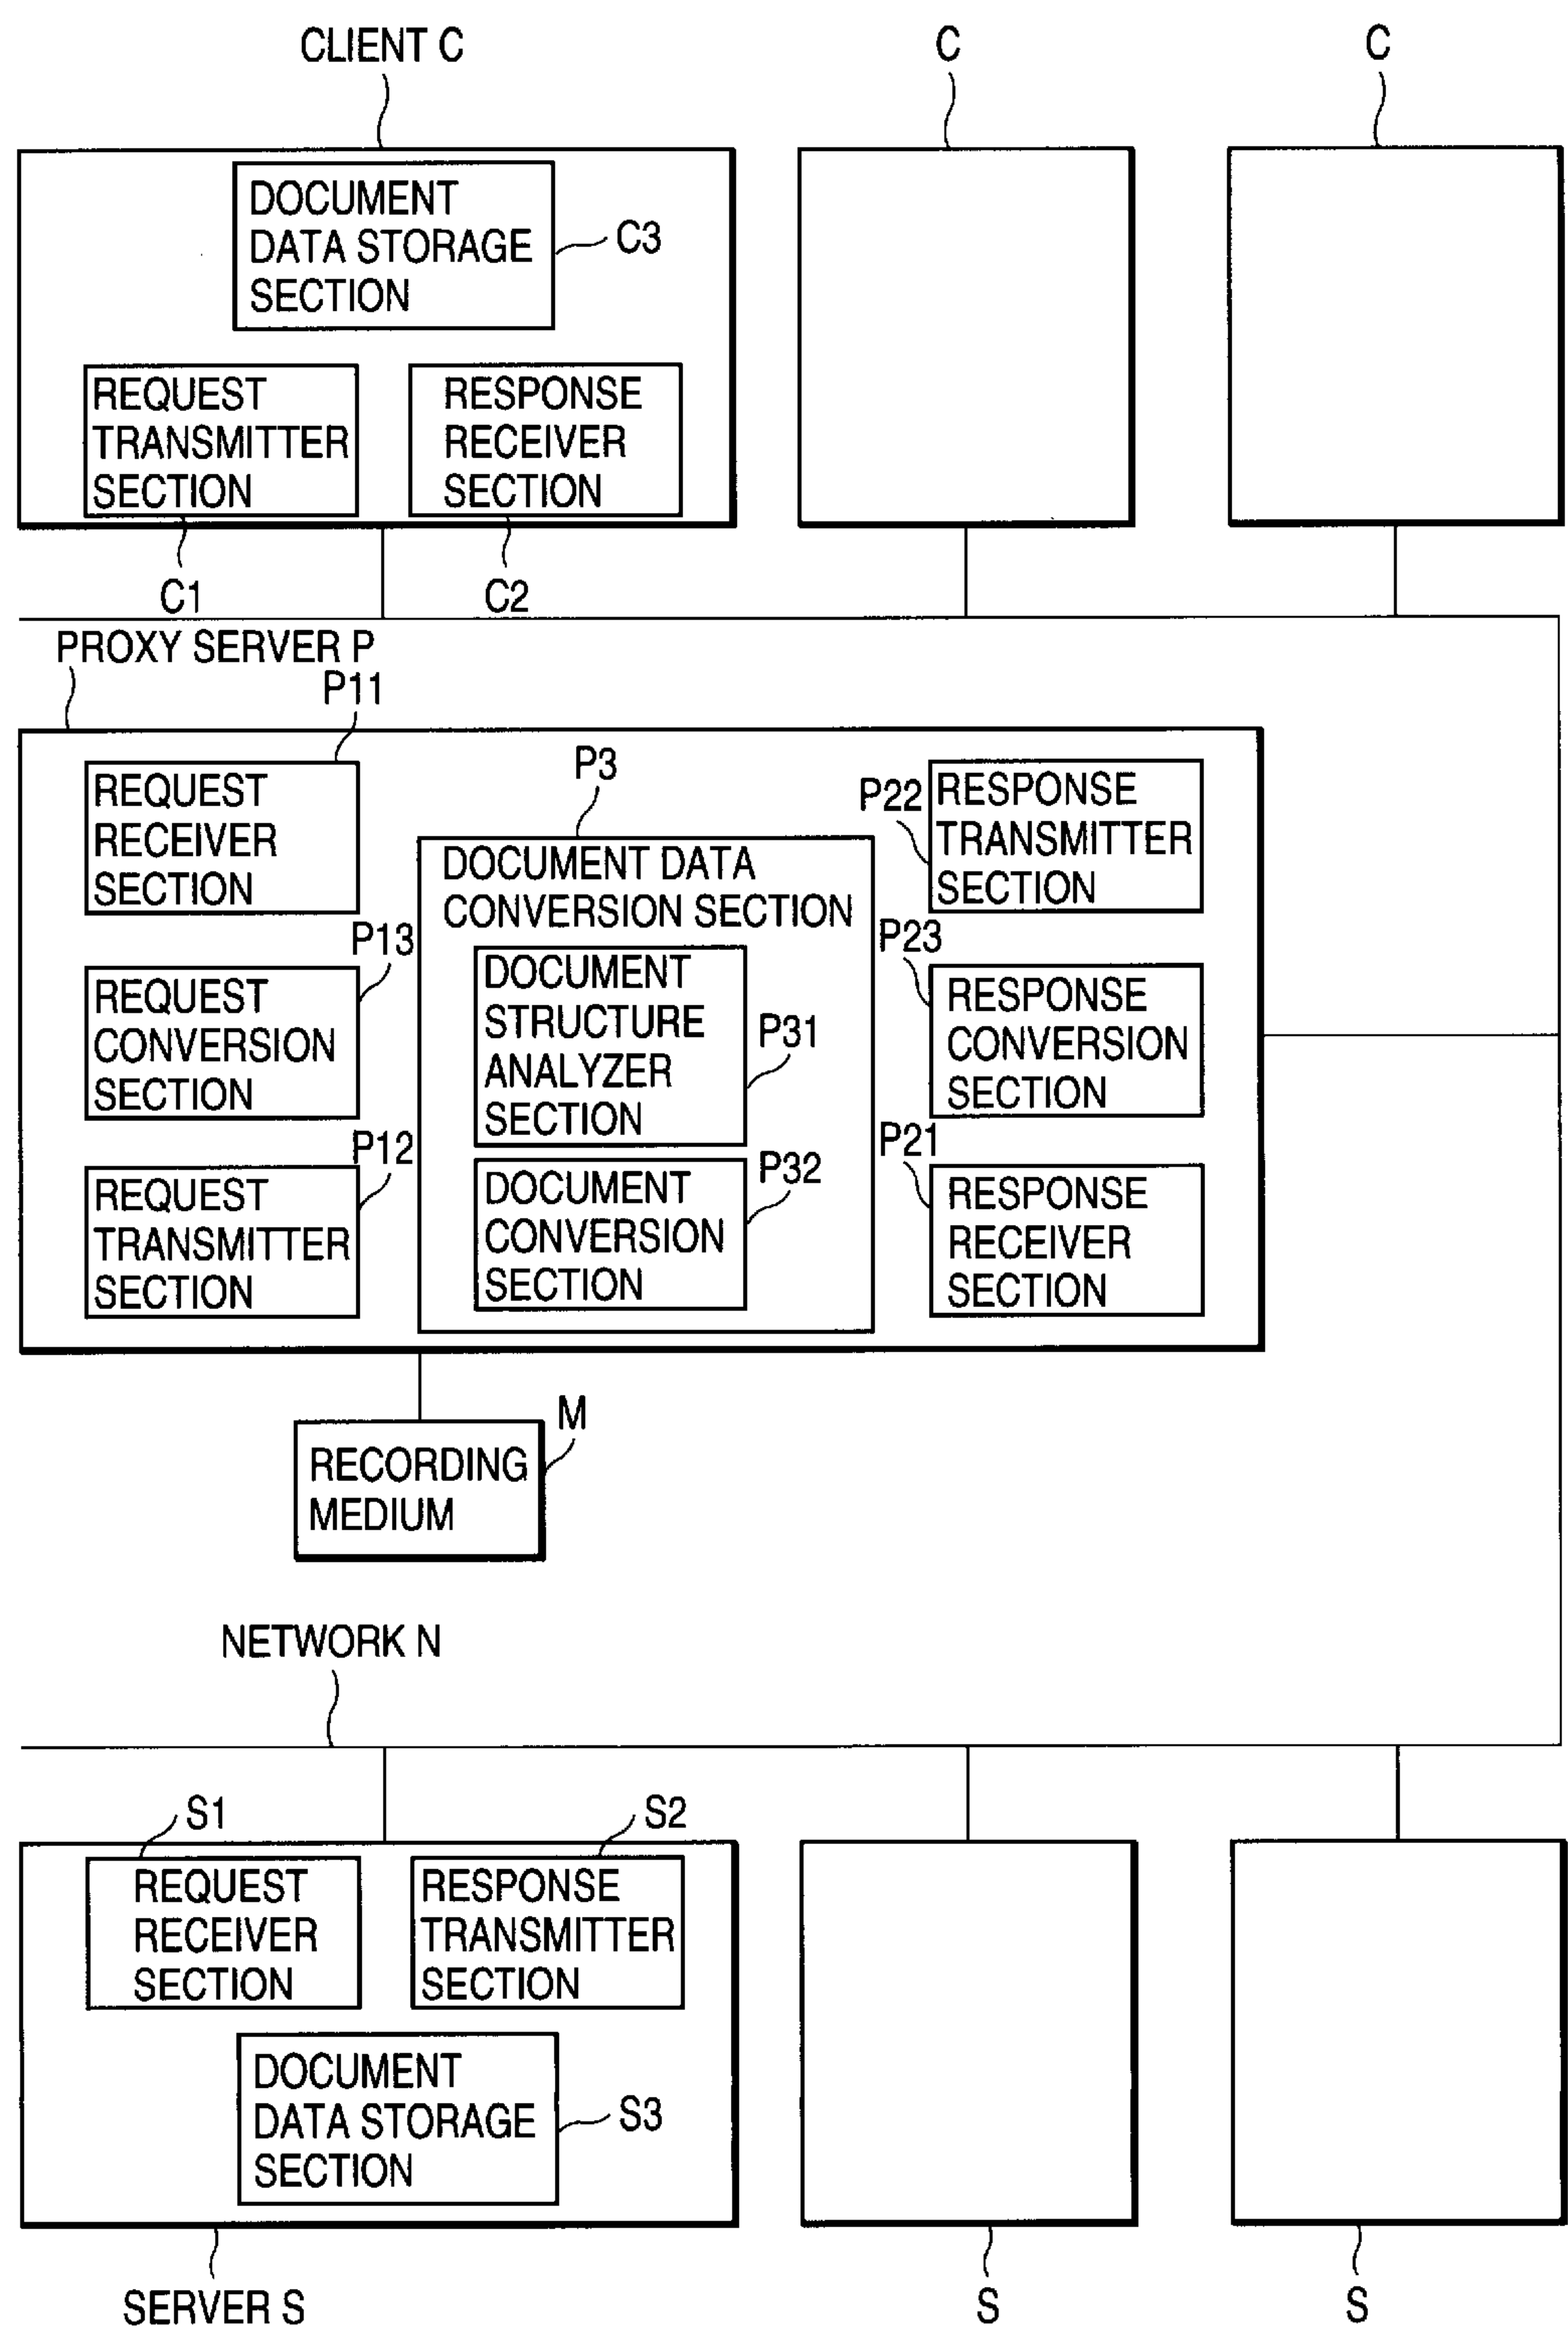 CLIENT C
C
C
DOCUMENT
DATA STORAGE
SECTION
C3
REQUEST
TRANSMITTER
SECTION
RESPONSE
RECEIVER
SECTION
C1
C2
PROXY SERVER P
P11
REQUEST
RECEIVER
SECTION
P13
REQUEST
CONVERSION
SECTION
P12
REQUEST
TRANSMITTER
SECTION
P3
DOCUMENT DATA
CONVERSION SECTION
DOCUMENT
STRUCTURE
ANALYZER
SECTION
P31
DOCUMENT
CONVERSION
SECTION
P32
P22
RESPONSE
TRANSMITTER
SECTION
P23
RESPONSE
CONVERSION
SECTION
P21
RESPONSE
RECEIVER
SECTION
M
RECORDING
MEDIUM
NETWORK N
S1
S2
REQUEST
RECEIVER
SECTION
RESPONSE
TRANSMITTER
SECTION
DOCUMENT
DATA STORAGE
SECTION
S3
SERVER S
S
S